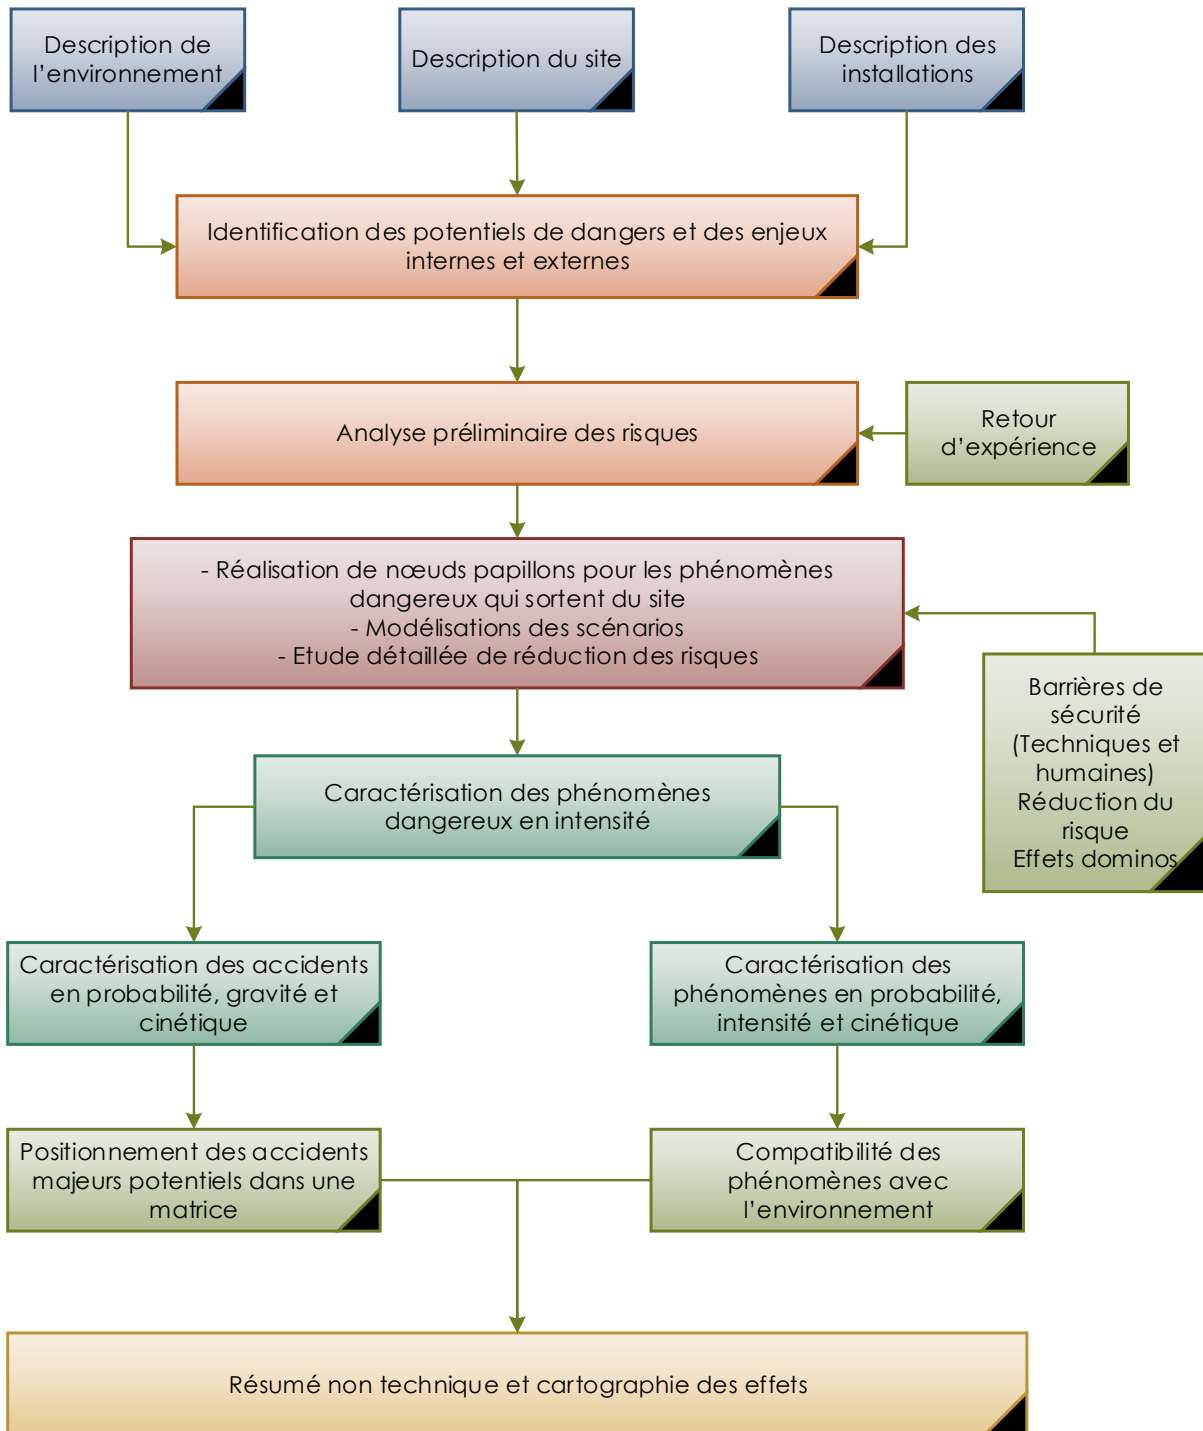 Description de
l'environnement
Description du site
Description des
installations
Identification des potentiels de dangers et des enjeux
internes et externes
Analyse préliminaire des risques
Retour
d'expérience
- Réalisation de nœuds papillons pour les phénomènes
dangereux qui sortent du site
- Modélisations des scénarios
- Etude détaillée de réduction des risques
Barrières de
sécurité
(Techniques et
humaines)
Réduction du
risque
Effets dominos
Caractérisation des phénomènes
dangereux en intensité
Caractérisation des accidents
en probabilité, gravité et
cinétique
Caractérisation des
phénomènes en probabilité,
intensité et cinétique
Positionnement des accidents
majeurs potentiels dans une
matrice
Compatibilité des
phénomènes avec
l'environnement
Résumé non technique et cartographie des effets